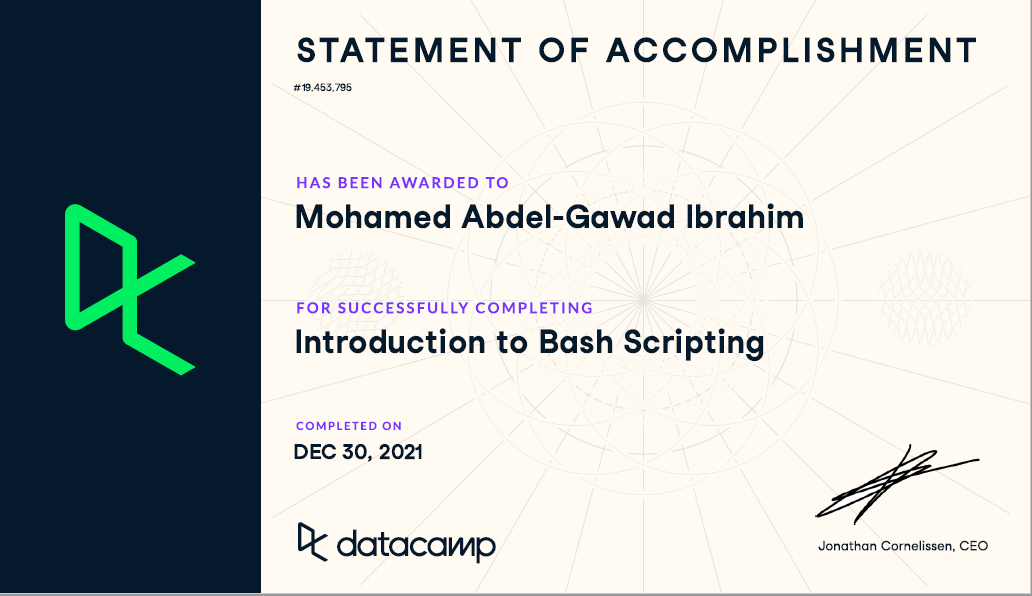 STATEMENT OF ACCOMPLISHMENT
#19,453,795
HAS BEEN AWARDED TO
Mohamed Abdel-Gawad Ibrahim
FOR SUCCESSFULLY COMPLETING
Introduction to Bash Scripting
COMPLETED ON
DEC 30, 2021
datacamp
Jonathan Cornelissen, CEO